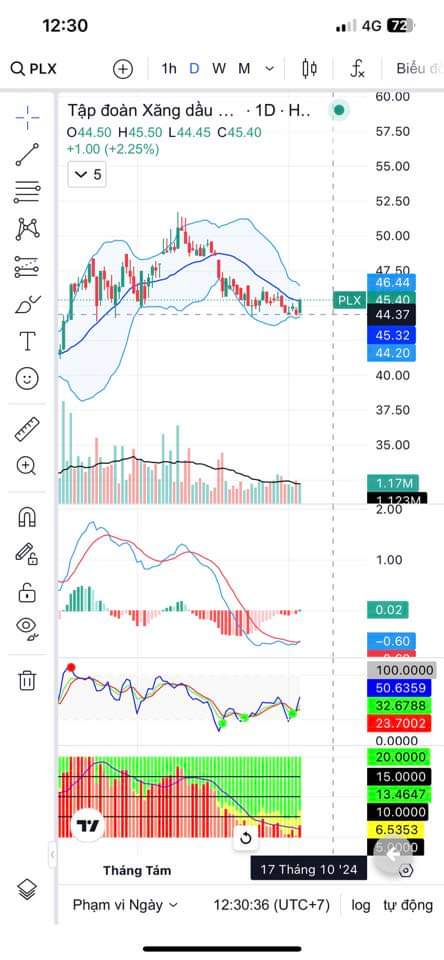 12:30
4G 72
PLX
1h D W M
Biểu đồ
Tập đoàn Xăng dầu ... · 1D · H...
O44.50 H45.50 L44.45 C45.40
+1.00 (+2.25%)
5
60.00
57.50
55.00
52.50
50.00
47.50
46.44
PLX 45.40
44.37
45.32
44.20
40.00
37.50
35.00
1.17M
1.123M
2.00
1.00
0.02
−0.60
100.0000
50.6359
32.6788
23.7002
0.0000
20.0000
15.0000
13.4647
10.0000
6.5353
5.0000
Tháng Tám
17 Tháng 10 '24
Phạm vi Ngày
12:30:36 (UTC+7)
log
tự động